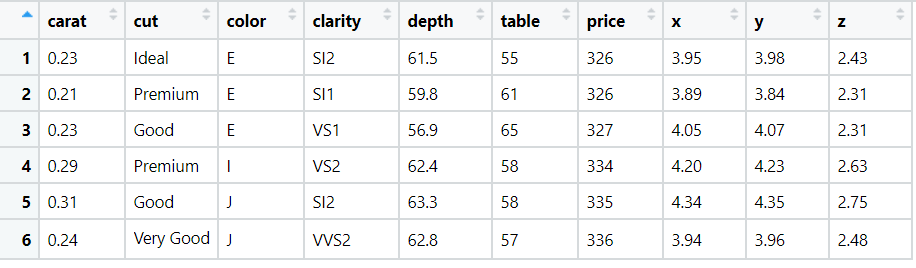 carat cut color clarity depth table price x y z
1 0.23 Ideal E SI2 61.5 55 326 3.95 3.98 2.43
2 0.21 Premium E SI1 59.8 61 326 3.89 3.84 2.31
3 0.23 Good E VS1 56.9 65 327 4.05 4.07 2.31
4 0.29 Premium I VS2 62.4 58 334 4.20 4.23 2.63
5 0.31 Good J SI2 63.3 58 335 4.34 4.35 2.75
6 0.24 Very Good J VVS2 62.8 57 336 3.94 3.96 2.48